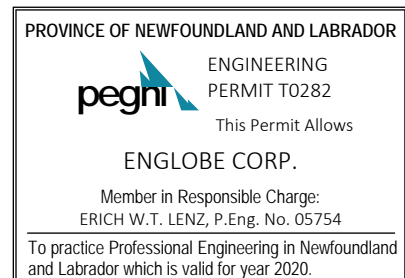 PROVINCE OF NEWFOUNDLAND AND LABRADOR
pegnl
ENGINEERING
PERMIT T0282
This Permit Allows
ENGLOBE CORP.
Member in Responsible Charge:
ERICH W.T. LENZ, P.Eng. No. 05754
To practice Professional Engineering in Newfoundland
and Labrador which is valid for year 2020.